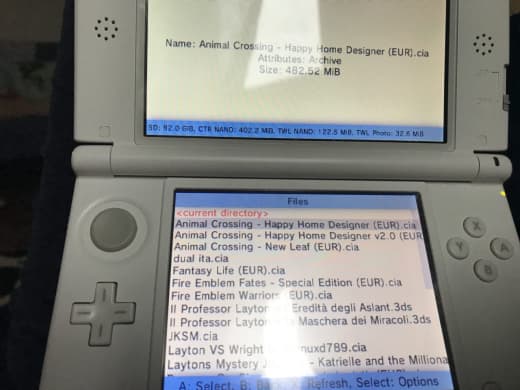 Name: Animal Crossing - Happy Home Designer (EUR).cia
Attributes: Archive
Size: 482.52 MiB
SD: 92.0 GiB, CTR NAND: 402.2 MiB, TWL NAND: 122.5 MiB, TWL Photo: 32.6 MiB
Files
<current directory>
Animal Crossing - Happy Home Designer (EUR).cia
Animal Crossing - Happy Home Designer v2.0 (EUR
Animal Crossing - New Leaf (EUR).cia
dual ita.cia
Fantasy Life (EUR).cia
Fire Emblem Fates - Special Edition (EUR).cia
Fire Emblem Warriors (EUR).cia
Il Professor Layton Eredità degli Aslant.3ds
Il Professor Layton Maschera dei Miracoli.3ds
JKSM.cia
Layton VS Wright nuxd789.cia
Laytons Mystery - Katrielle and the Milliona
A: Select, B: Back, X: Refresh, Select: Options
X
Y
A
B